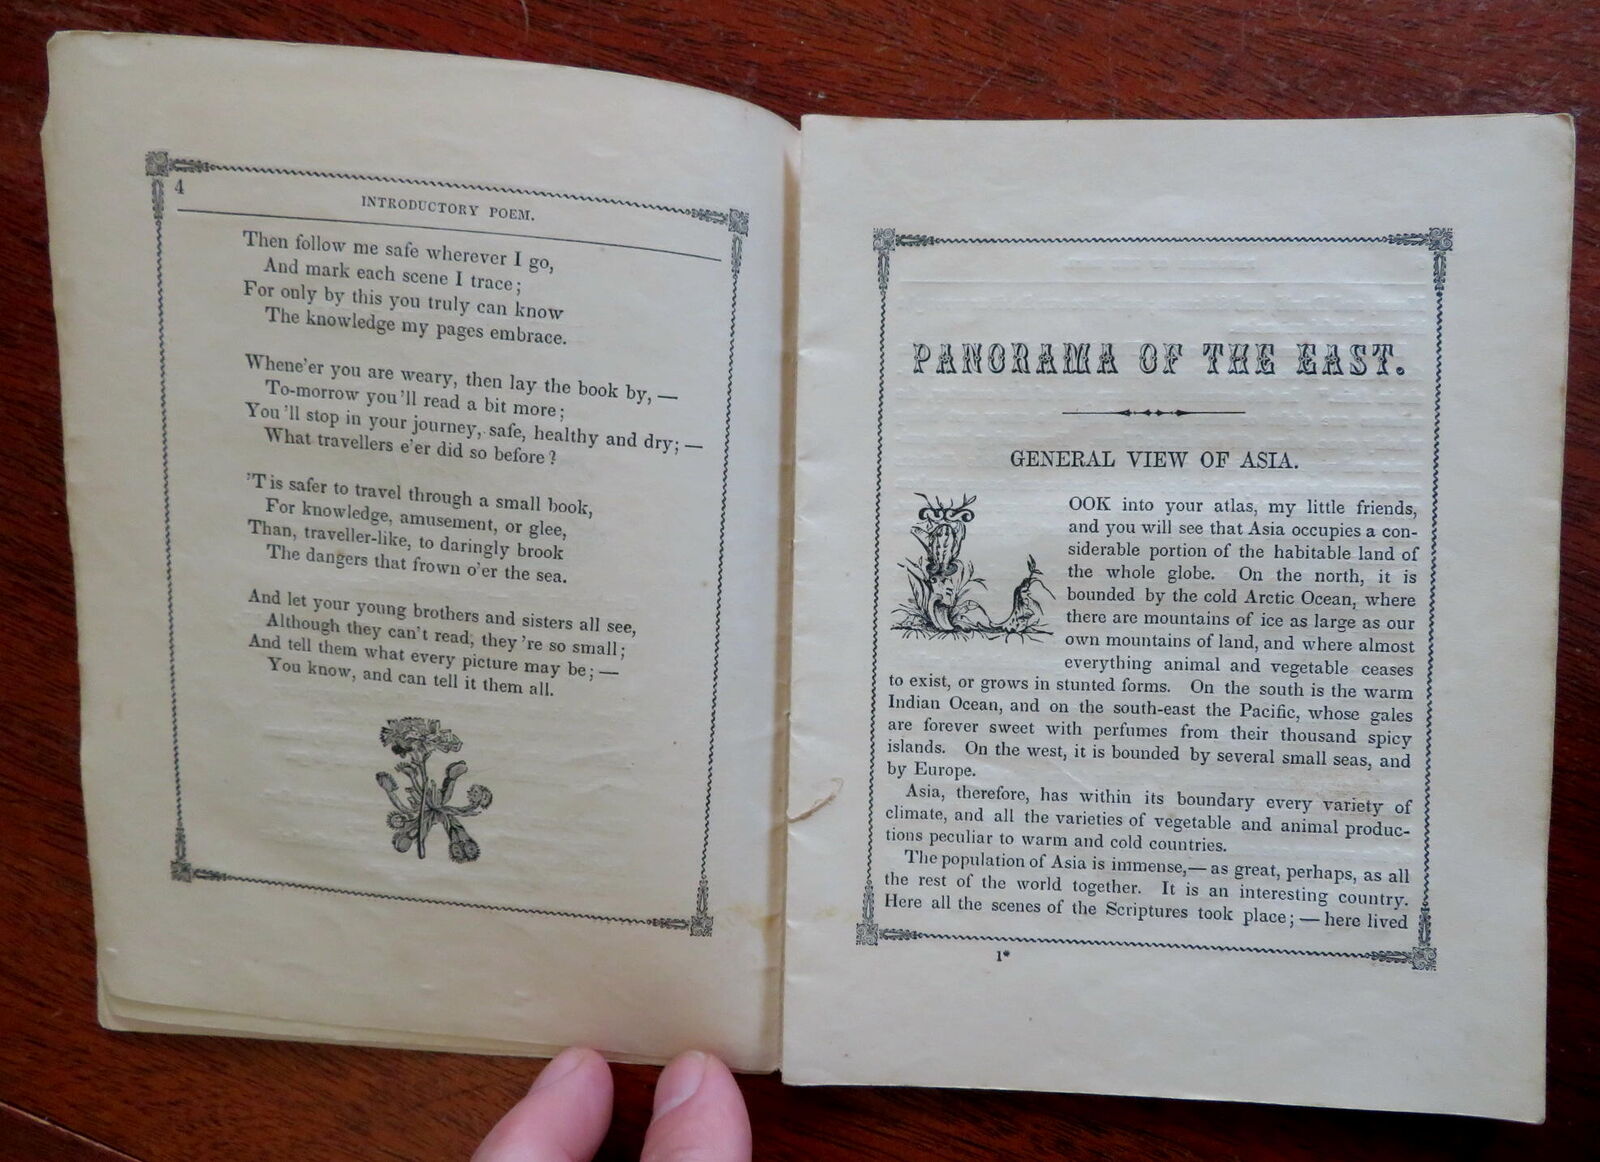 4
INTRODUCTORY POEM.
Then follow me safe wherever I go,
And mark each scene I trace;
For only by this you truly can know
The knowledge my pages embrace.
Whene'er you are weary, then lay the book by, —
To-morrow you'll read a bit more;
You'll stop in your journey, safe, healthy and dry; —
What travellers e'er did so before?
'T is safer to travel through a small book,
For knowledge, amusement, or glee,
Than, traveller-like, to daringly brook
The dangers that frown o'er the sea.
And let your young brothers and sisters all see,
Although they can't read, they're so small;
And tell them what every picture may be; —
You know, and can tell it them all.
PANORAMA OF THE EAST.
GENERAL VIEW OF ASIA.
LOOK into your atlas, my little friends,
and you will see that Asia occupies a con-
siderable portion of the habitable land of
the whole globe. On the north, it is
bounded by the cold Arctic Ocean, where
there are mountains of ice as large as our
own mountains of land, and where almost
everything animal and vegetable ceases
to exist, or grows in stunted forms. On the south is the warm
Indian Ocean, and on the south-east the Pacific, whose gales
are forever sweet with perfumes from their thousand spicy
islands. On the west, it is bounded by several small seas, and
by Europe.
Asia, therefore, has within its boundary every variety of
climate, and all the varieties of vegetable and animal produc-
tions peculiar to warm and cold countries.
The population of Asia is immense,— as great, perhaps, as all
the rest of the world together. It is an interesting country.
Here all the scenes of the Scriptures took place; — here lived
1*